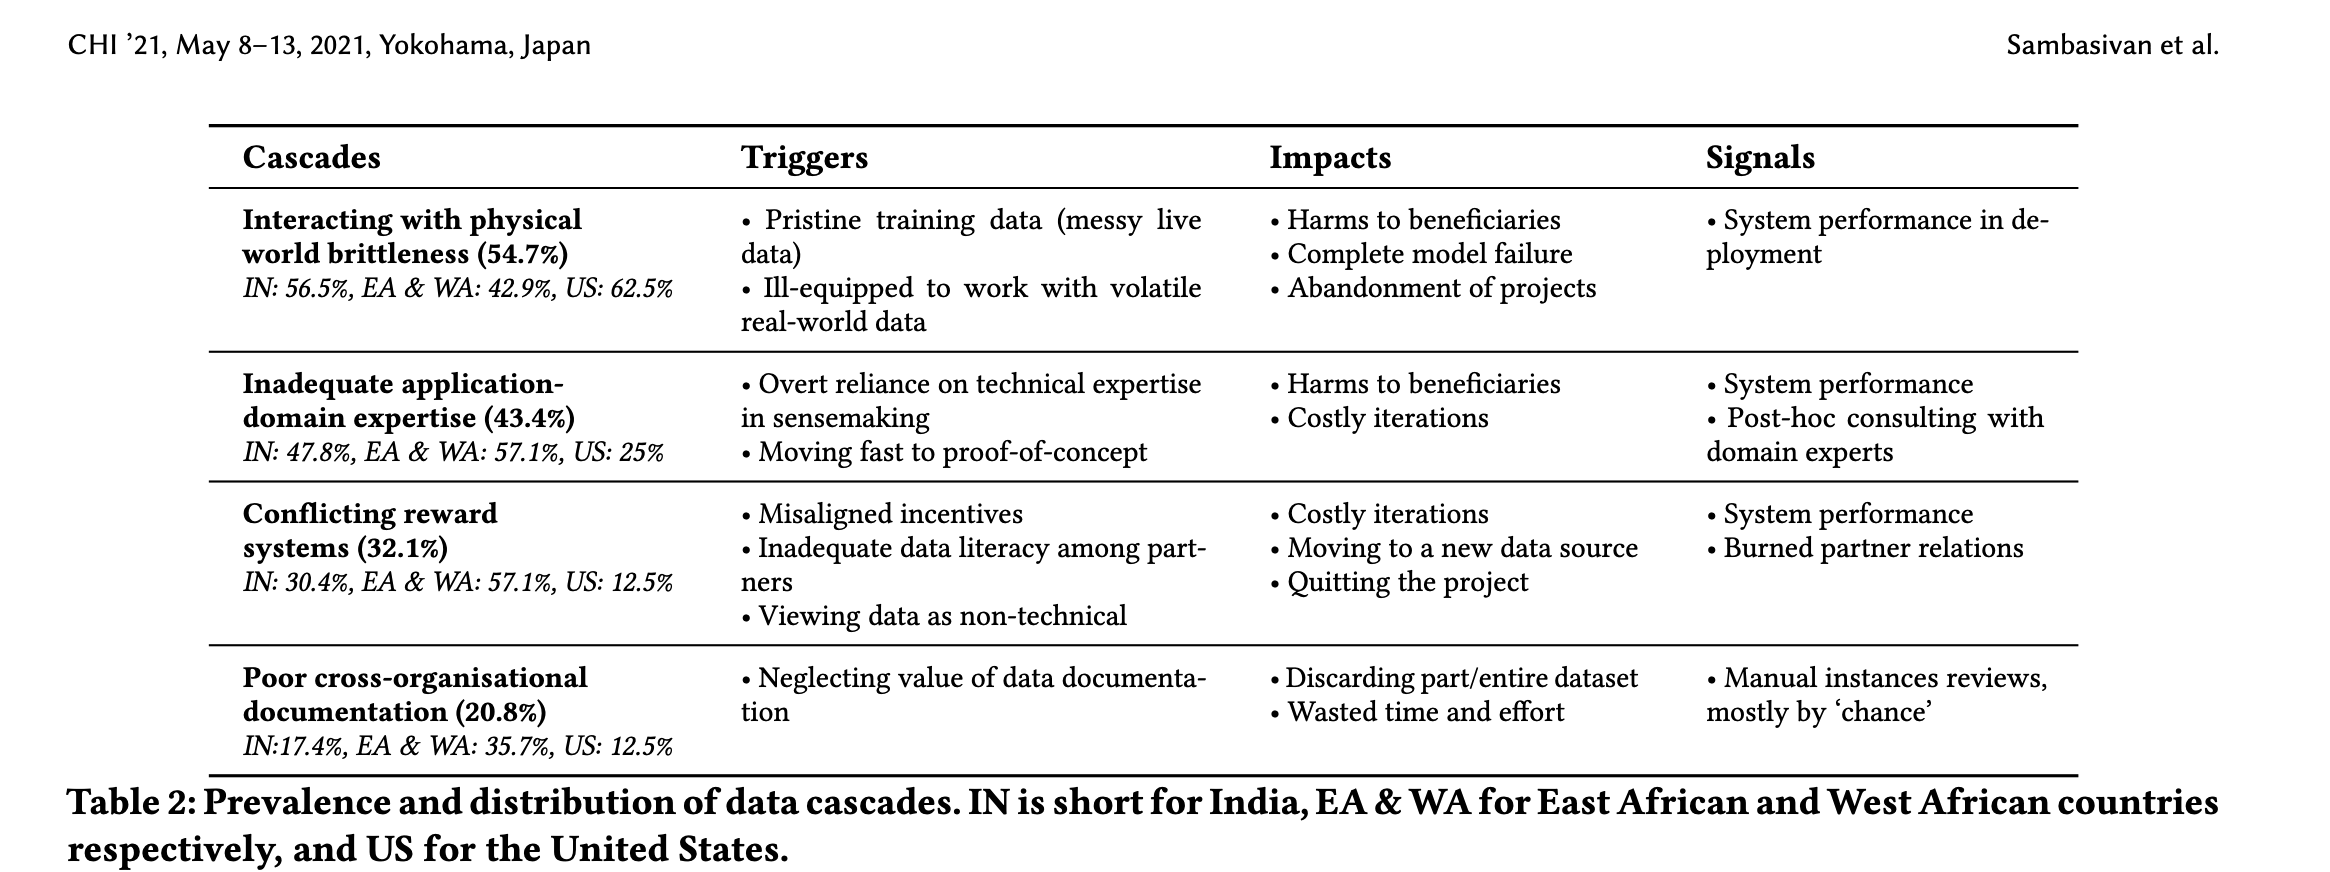 CHI ’21, May 8–13, 2021, Yokohama, Japan
Sambasivan et al.
Cascades
Triggers
Impacts
Signals
Interacting with physical
world brittleness (54.7%)
IN: 56.5%, EA & WA: 42.9%, US: 62.5%
• Pristine training data (messy live
data)
• Ill-equipped to work with volatile
real-world data
• Harms to beneficiaries
• Complete model failure
• Abandonment of projects
• System performance in de-
ployment
Inadequate application-
domain expertise (43.4%)
IN: 47.8%, EA & WA: 57.1%, US: 25%
• Overt reliance on technical expertise
in sensemaking
• Moving fast to proof-of-concept
• Harms to beneficiaries
• Costly iterations
• System performance
• Post-hoc consulting with
domain experts
Conflicting reward
systems (32.1%)
IN: 30.4%, EA & WA: 57.1%, US: 12.5%
• Misaligned incentives
• Inadequate data literacy among part-
ners
• Viewing data as non-technical
• Costly iterations
• Moving to a new data source
• Quitting the project
• System performance
• Burned partner relations
Poor cross-organisational
documentation (20.8%)
IN:17.4%, EA & WA: 35.7%, US: 12.5%
• Neglecting value of data documenta-
tion
• Discarding part/entire dataset
• Wasted time and effort
• Manual instances reviews,
mostly by ‘chance’
Table 2: Prevalence and distribution of data cascades. IN is short for India, EA & WA for East African and West African countries
respectively, and US for the United States.